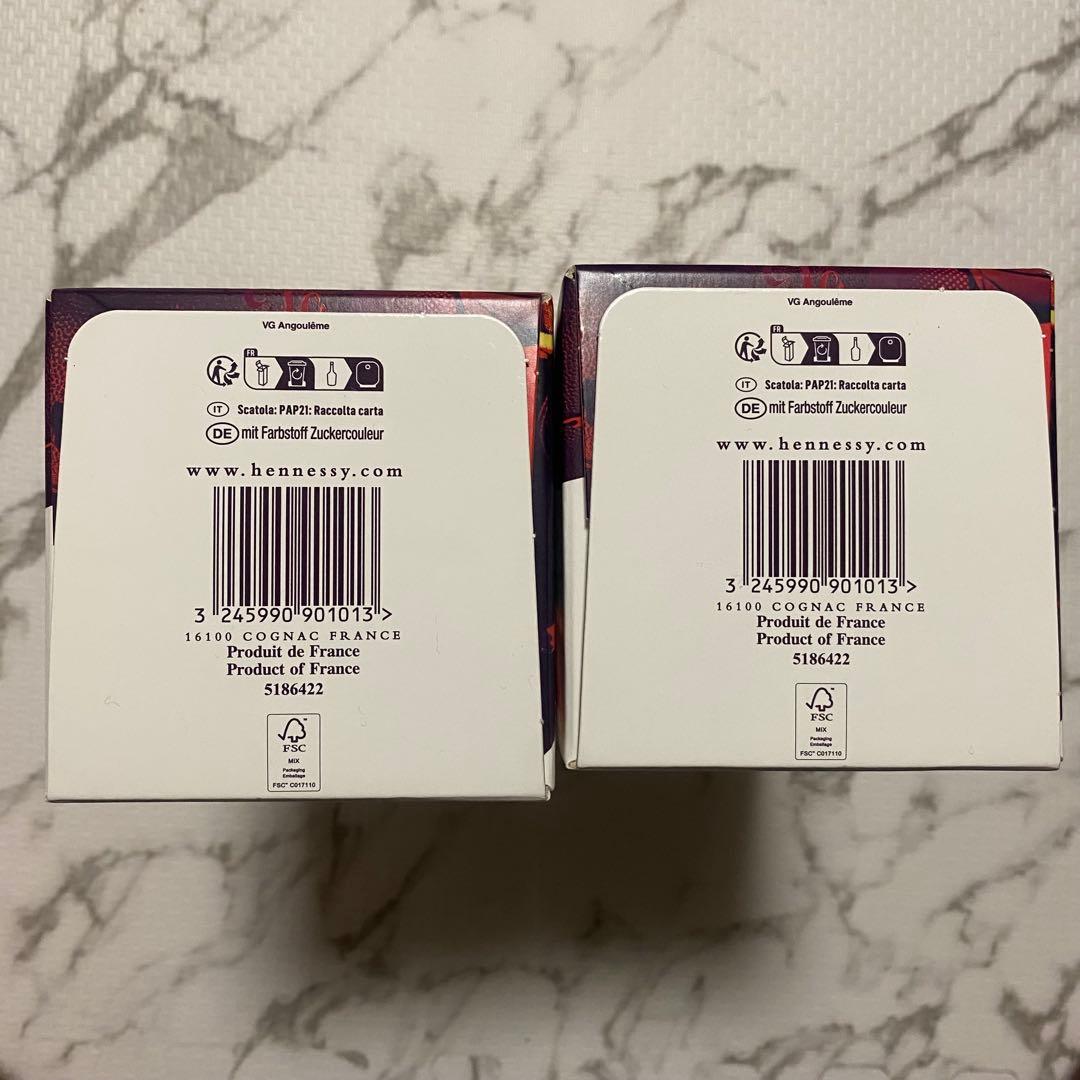 VG Angoulême
FR
IT Scatola: PAP21: Raccolta carta
DE mit Farbstoff Zuckercouleur
www.hennessy.com
3 245990 901013 >
16100 COGNAC FRANCE
Produit de France
Product of France
5186422
FSC
MIX
Packaging
Emballage
FSC® C017110
VG Angoulême
FR
IT Scatola: PAP21: Raccolta carta
DE mit Farbstoff Zuckercouleur
www.hennessy.com
3 245990 901013 >
16100 COGNAC FRANCE
Produit de France
Product of France
5186422
FSC
MIX
Packaging
Emballage
FSC® C017110